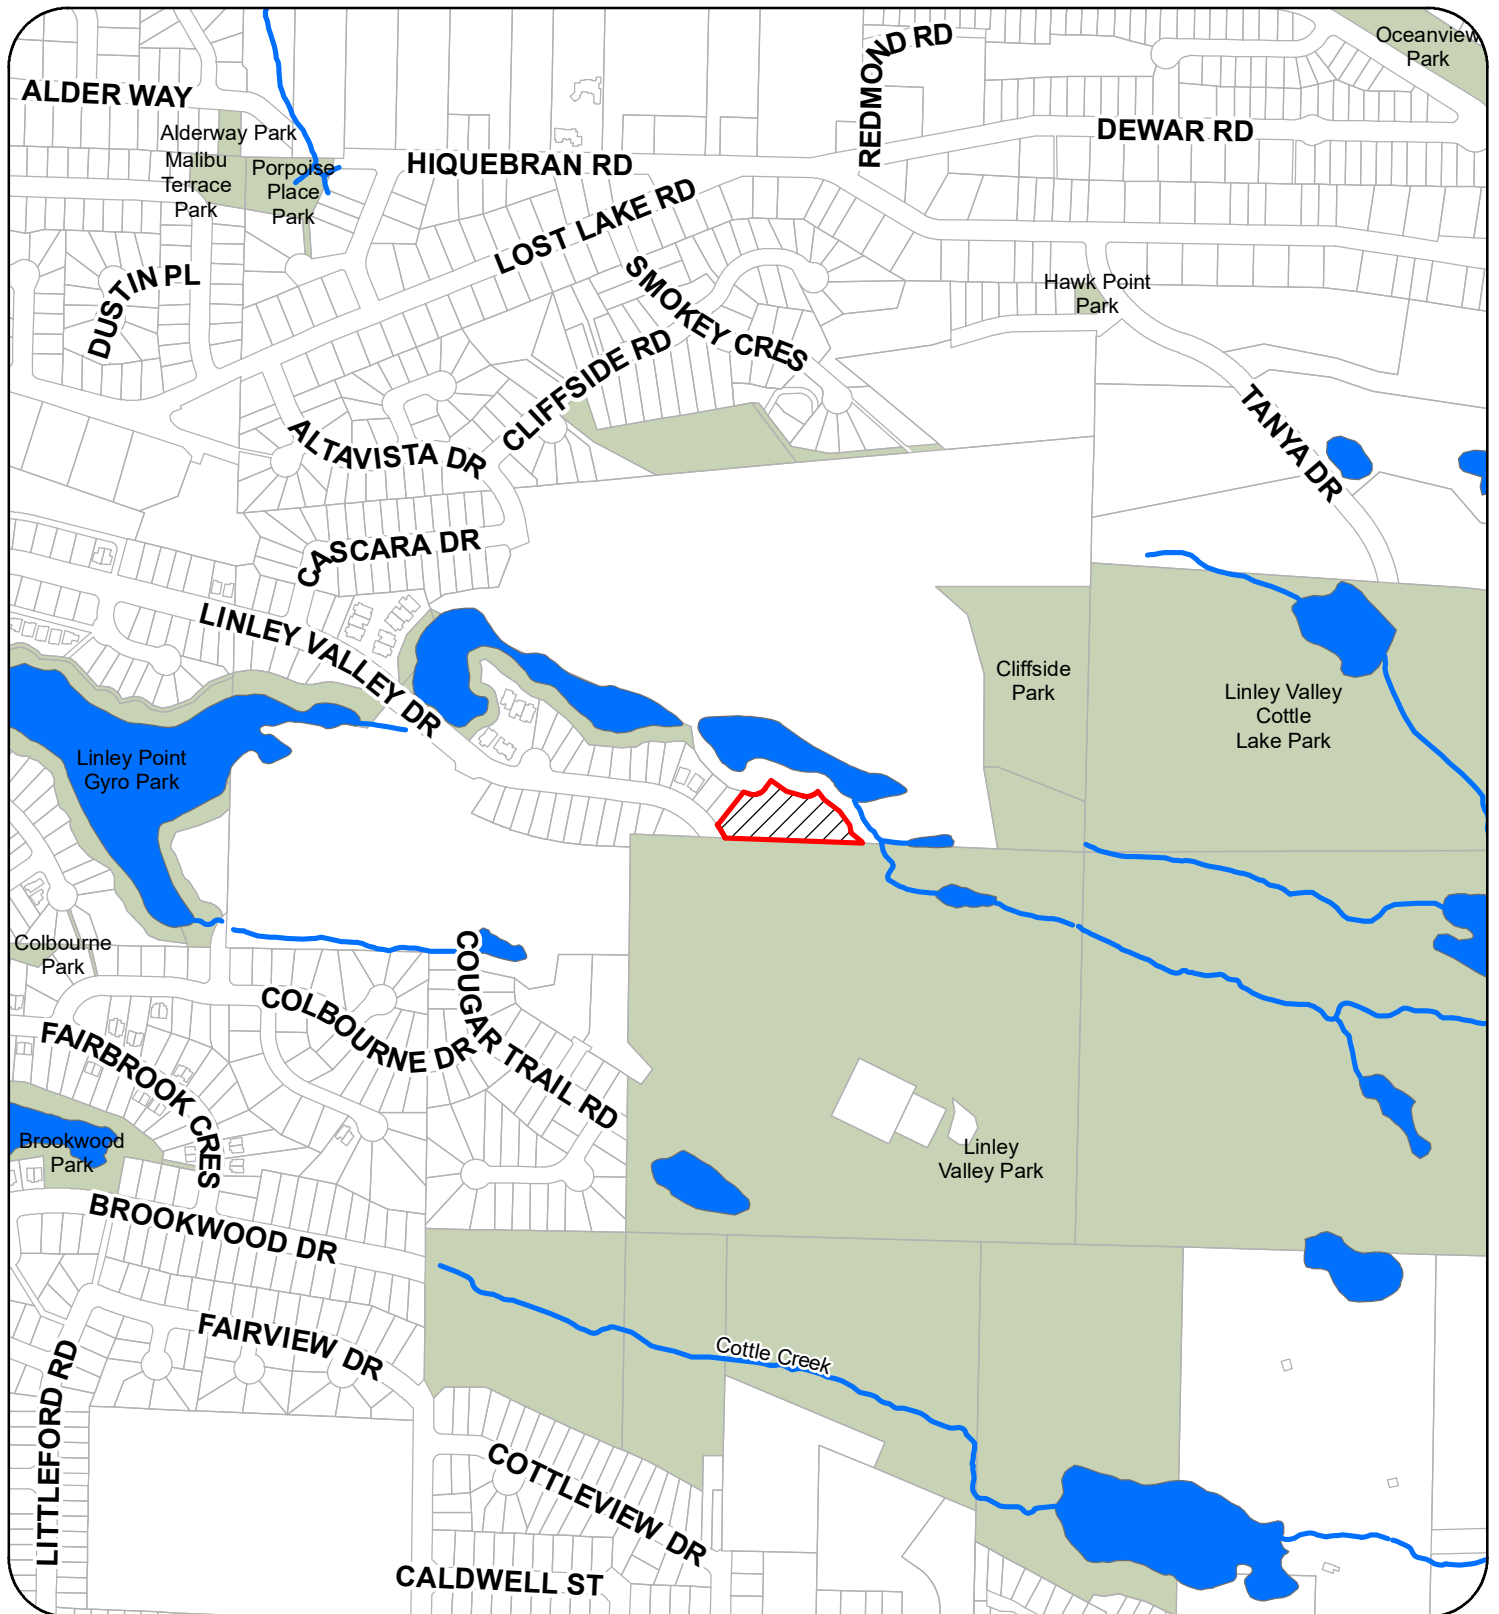 Oceanview
Park
REDMOND RD
ALDER WAY
DEWAR RD
Alderway Park
Malibu
Terrace
Park
Porpoise
Place
Park
HIQUEBRAN RD
LOST LAKE RD
DUSTIN PL
SMOKEY CRES
Hawk Point
Park
CLIFFSIDE RD
TANYA DR
ALTAVISTA DR
CASCARA DR
LINLEY VALLEY DR
Cliffside
Park
Linley Valley
Cottle
Lake Park
Linley Point
Gyro Park
Colbourne
Park
COUGAR TRAIL RD
COLBOURNE DR
FAIRBROOK CRES
Brookwood
Park
Linley
Valley Park
BROOKWOOD DR
FAIRVIEW DR
Cottle Creek
LITTLEFORD RD
COTTLEVIEW DR
CALDWELL ST